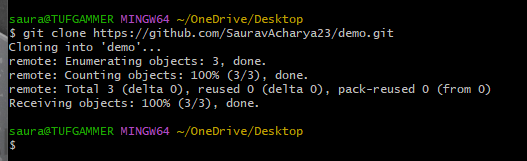 saura@TUFGAMMER MINGW64 ~/OneDrive/Desktop
$ git clone https://github.com/SauravAcharya23/demo.git
Cloning into 'demo'...
remote: Enumerating objects: 3, done.
remote: Counting objects: 100% (3/3), done.
remote: Total 3 (delta 0), reused 0 (delta 0), pack-reused 0 (from 0)
Receiving objects: 100% (3/3), done.
saura@TUFGAMMER MINGW64 ~/OneDrive/Desktop
$